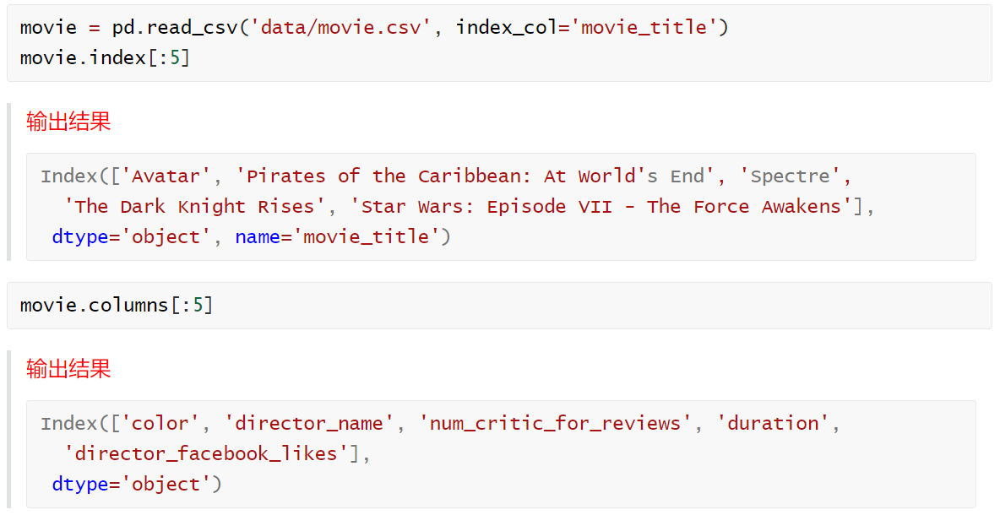 movie = pd.read_csv('data/movie.csv', index_col='movie_title')
movie.index[:5]
输出结果
Index(['Avatar', 'Pirates of the Caribbean: At World's End', 'Spectre',
'The Dark Knight Rises', 'Star Wars: Episode VII - The Force Awakens'],
dtype='object', name='movie_title')
movie.columns[:5]
输出结果
Index(['color', 'director_name', 'num_critic_for_reviews', 'duration',
'director_facebook_likes'],
dtype='object')